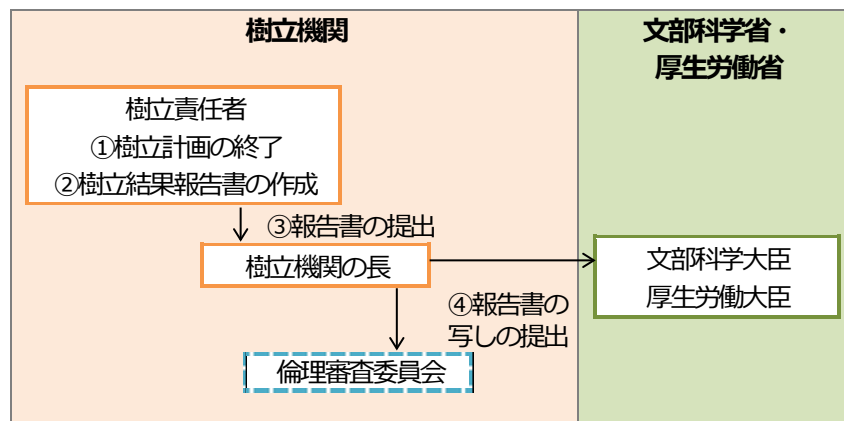 樹立機関
文部科学省・
厚生労働省
樹立責任者
①樹立計画の終了
②樹立結果報告書の作成
③報告書の提出
樹立機関の長
文部科学大臣
厚生労働大臣
④報告書の
写しの提出
倫理審査委員会